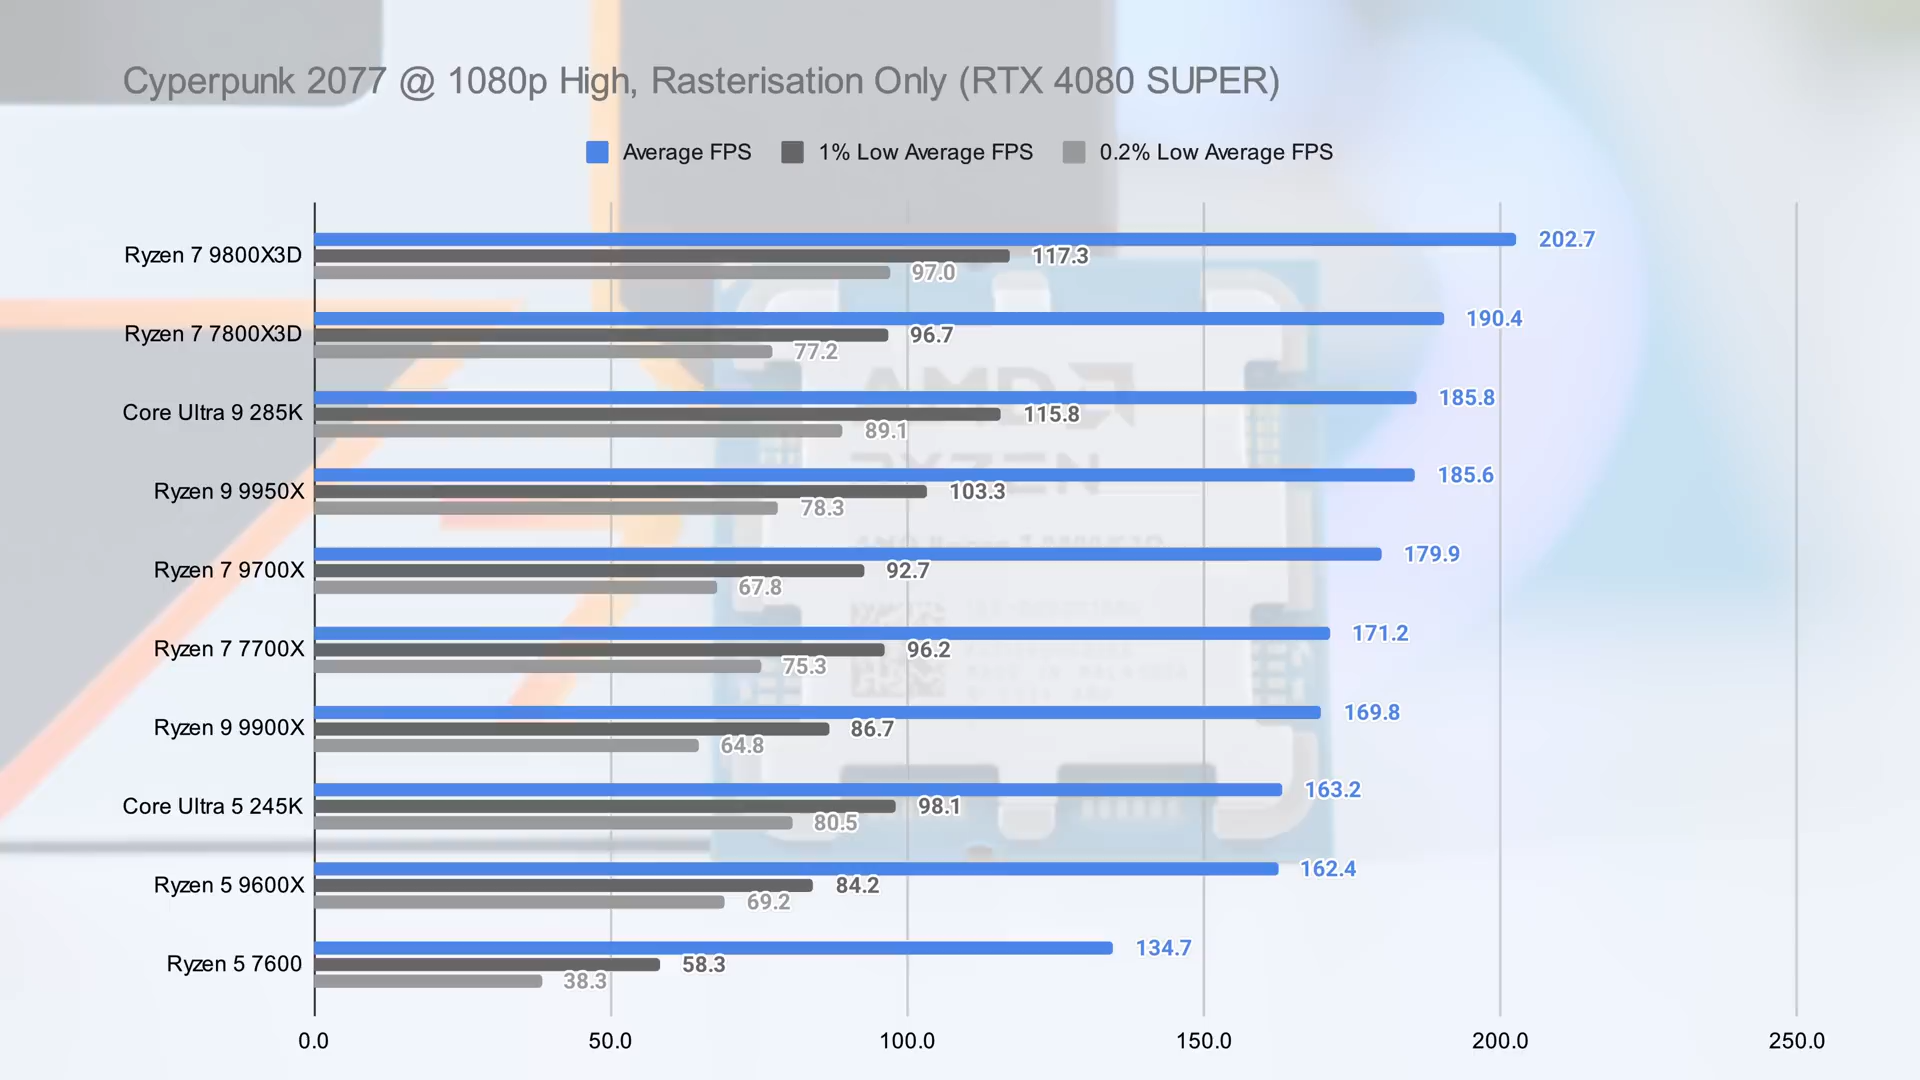 Cyperpunk 2077 @ 1080p High, Rasterisation Only (RTX 4080 SUPER)
Average FPS 1% Low Average FPS 0.2% Low Average FPS
Ryzen 7 9800X3D 202.7 117.3 97.0
Ryzen 7 7800X3D 190.4 96.7 77.2
Core Ultra 9 285K 185.8 115.8 89.1
Ryzen 9 9950X 185.6 103.3 78.3
Ryzen 7 9700X 179.9 92.7 67.8
Ryzen 7 7700X 171.2 96.2 75.3
Ryzen 9 9900X 169.8 86.7 64.8
Core Ultra 5 245K 163.2 98.1 80.5
Ryzen 5 9600X 162.4 84.2 69.2
Ryzen 5 7600 134.7 58.3 38.3
0.0 50.0 100.0 150.0 200.0 250.0
AMD
RYZEN